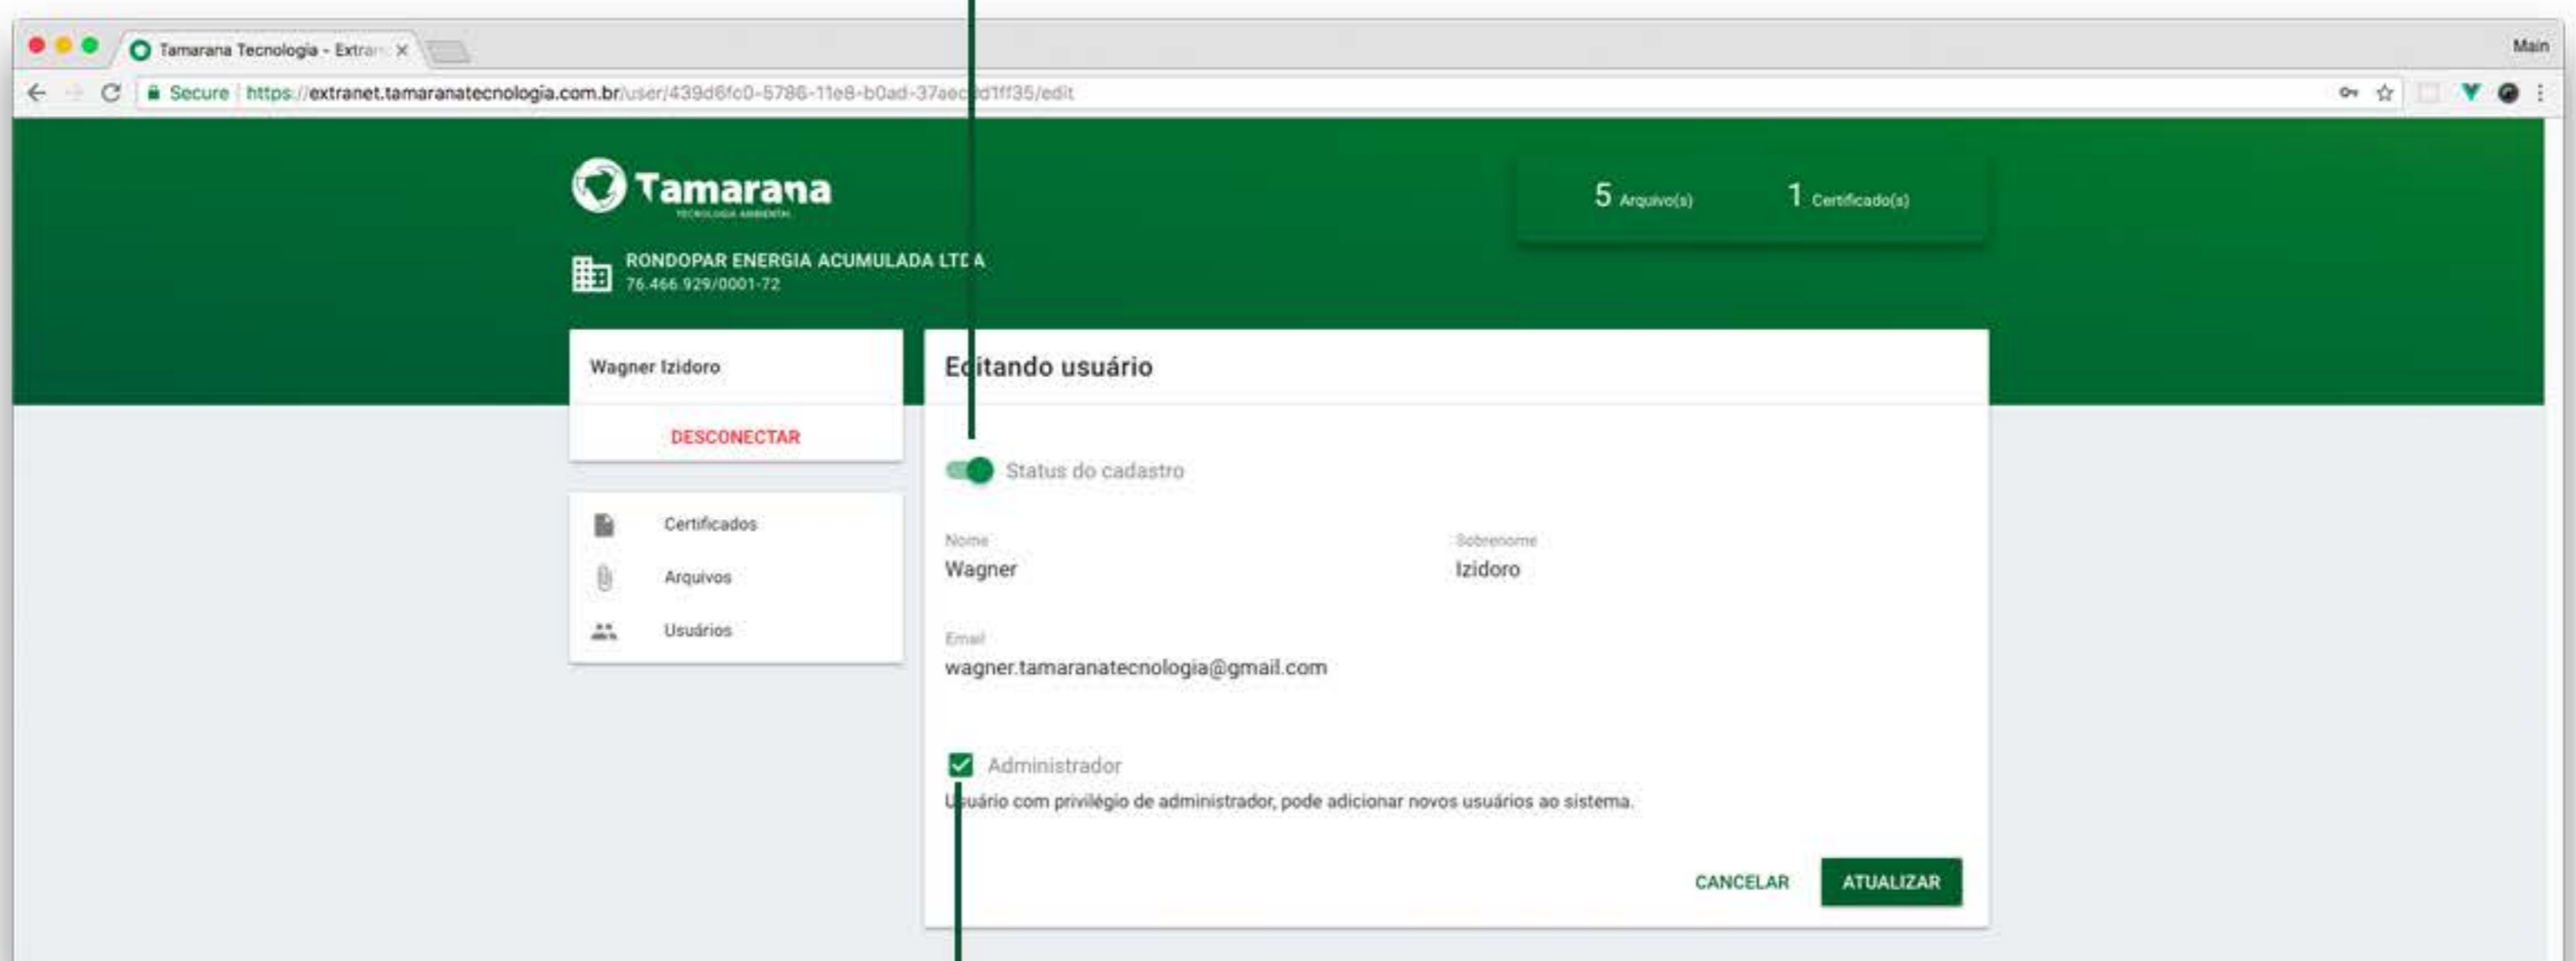 Tamarana Tecnologia - Extran
Main
Secure https://extranet.tamaranatecnologia.com.br/user/439d6fc0-5786-11e8-b0ad-37aec d1ff35/edit
Tamarana
TECNOLOGIA AMBIENTAL
5 Arquivo(s) 1 Certificado(s)
RONDOPAR ENERGIA ACUMULADA LTDA
76.466.929/0001-72
Wagner Izidoro
DESCONECTAR
Certificados
Arquivos
Usuários
Editando usuário
Status do cadastro
Nome
Wagner
Sobrenome
Izidoro
Email
wagner.tamaranatecnologia@gmail.com
Administrador
Usuário com privilégio de administrador, pode adicionar novos usuários ao sistema.
CANCELAR ATUALIZAR